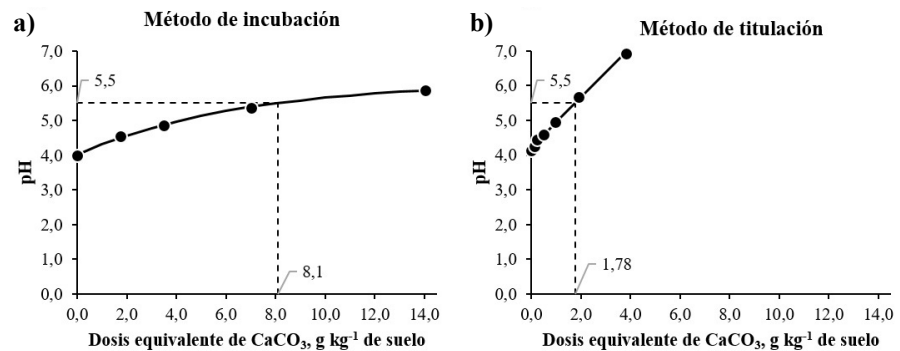 a)
Método de incubación
7,0
6,0
5,0
4,0
3,0
2,0
1,0
0,0
pH
5,5
8,1
0,0 2,0 4,0 6,0 8,0 10,0 12,0 14,0
Dosis equivalente de CaCO₃, g kg⁻¹ de suelo
b)
Método de titulación
7,0
6,0
5,0
4,0
3,0
2,0
1,0
0,0
pH
5,5
1,78
0,0 2,0 4,0 6,0 8,0 10,0 12,0 14,0
Dosis equivalente de CaCO₃, g kg⁻¹ de suelo